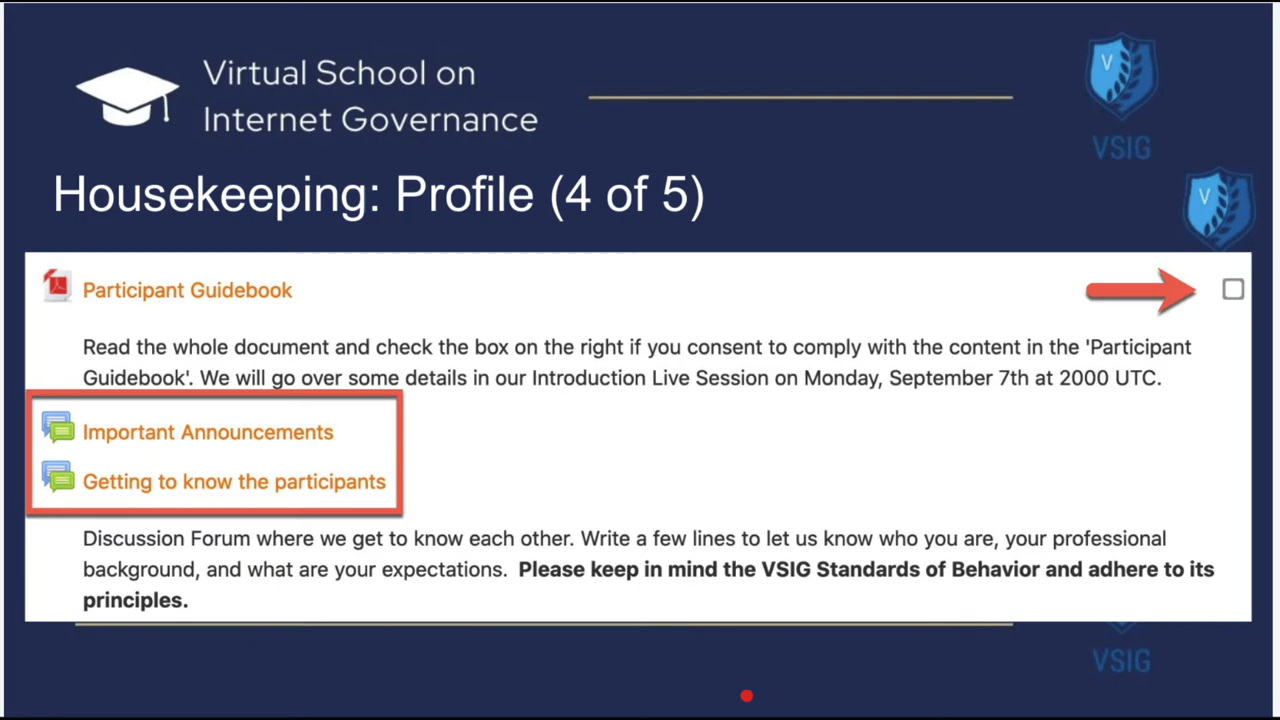 Virtual School on
Internet Governance
V
VSIG
Housekeeping: Profile (4 of 5)
V
Participant Guidebook
Read the whole document and check the box on the right if you consent to comply with the content in the 'Participant
Guidebook'. We will go over some details in our Introduction Live Session on Monday, September 7th at 2000 UTC.
Important Announcements
Getting to know the participants
Discussion Forum where we get to know each other. Write a few lines to let us know who you are, your professional
background, and what are your expectations. Please keep in mind the VSIG Standards of Behavior and adhere to its
principles.
VSIG